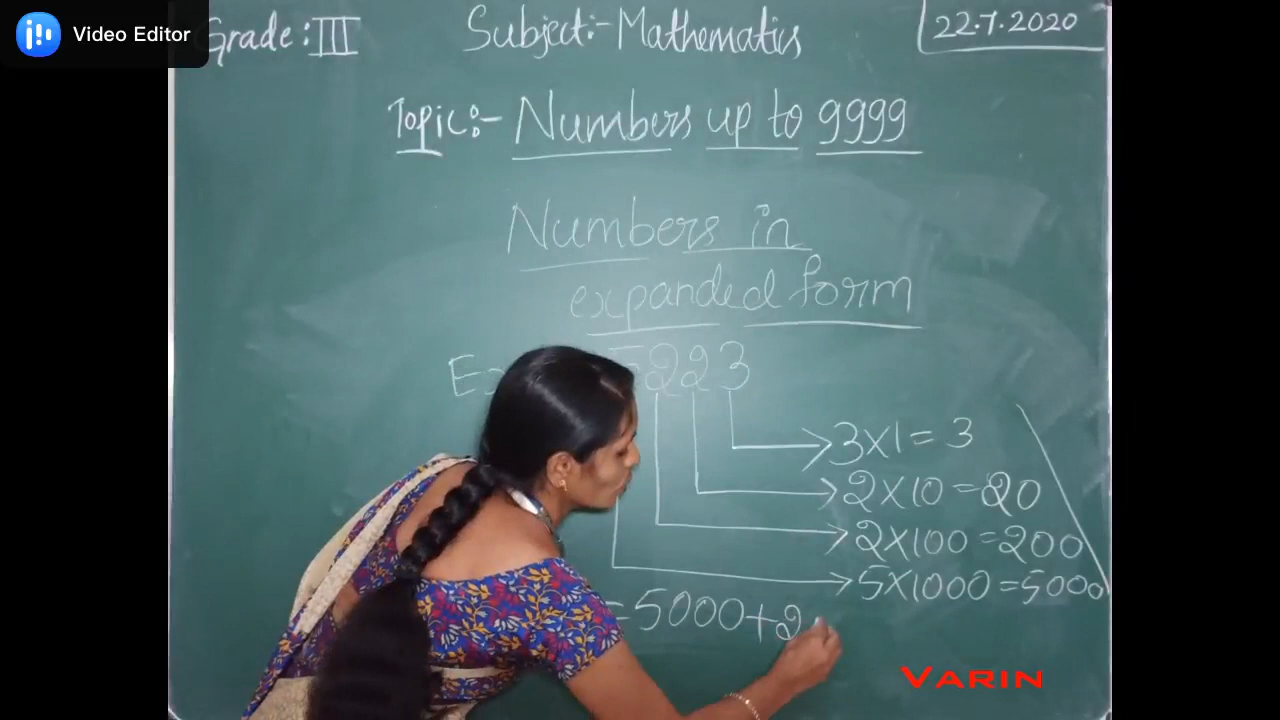 Video Editor
Grade:III Subject:-Mathematics 22.7.2020
Topic:- Numbers up to 9999
Numbers in
expanded form
5223
3X1=3
2X10=20
2X100=200
5X1000=5000
=5000+2
VARIN